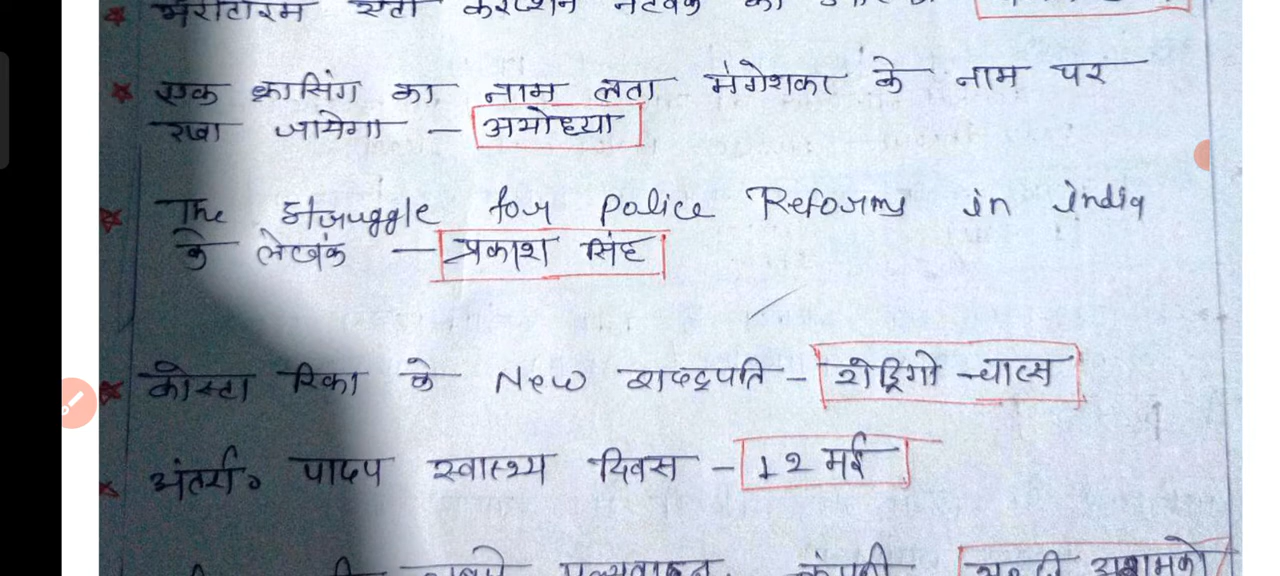 एक क्रासिंग का नाम लता मंगेशकर के नाम पर
रखा जायेगा – अयोध्या
The Struggle for Police Reforms in India
के लेखक – प्रकाश सिंह
कोस्टा रिका के New राष्ट्रपति – रोड्रिगो चाल्स
अंतर्रा० पादप स्वास्थ्य दिवस – 12 मई